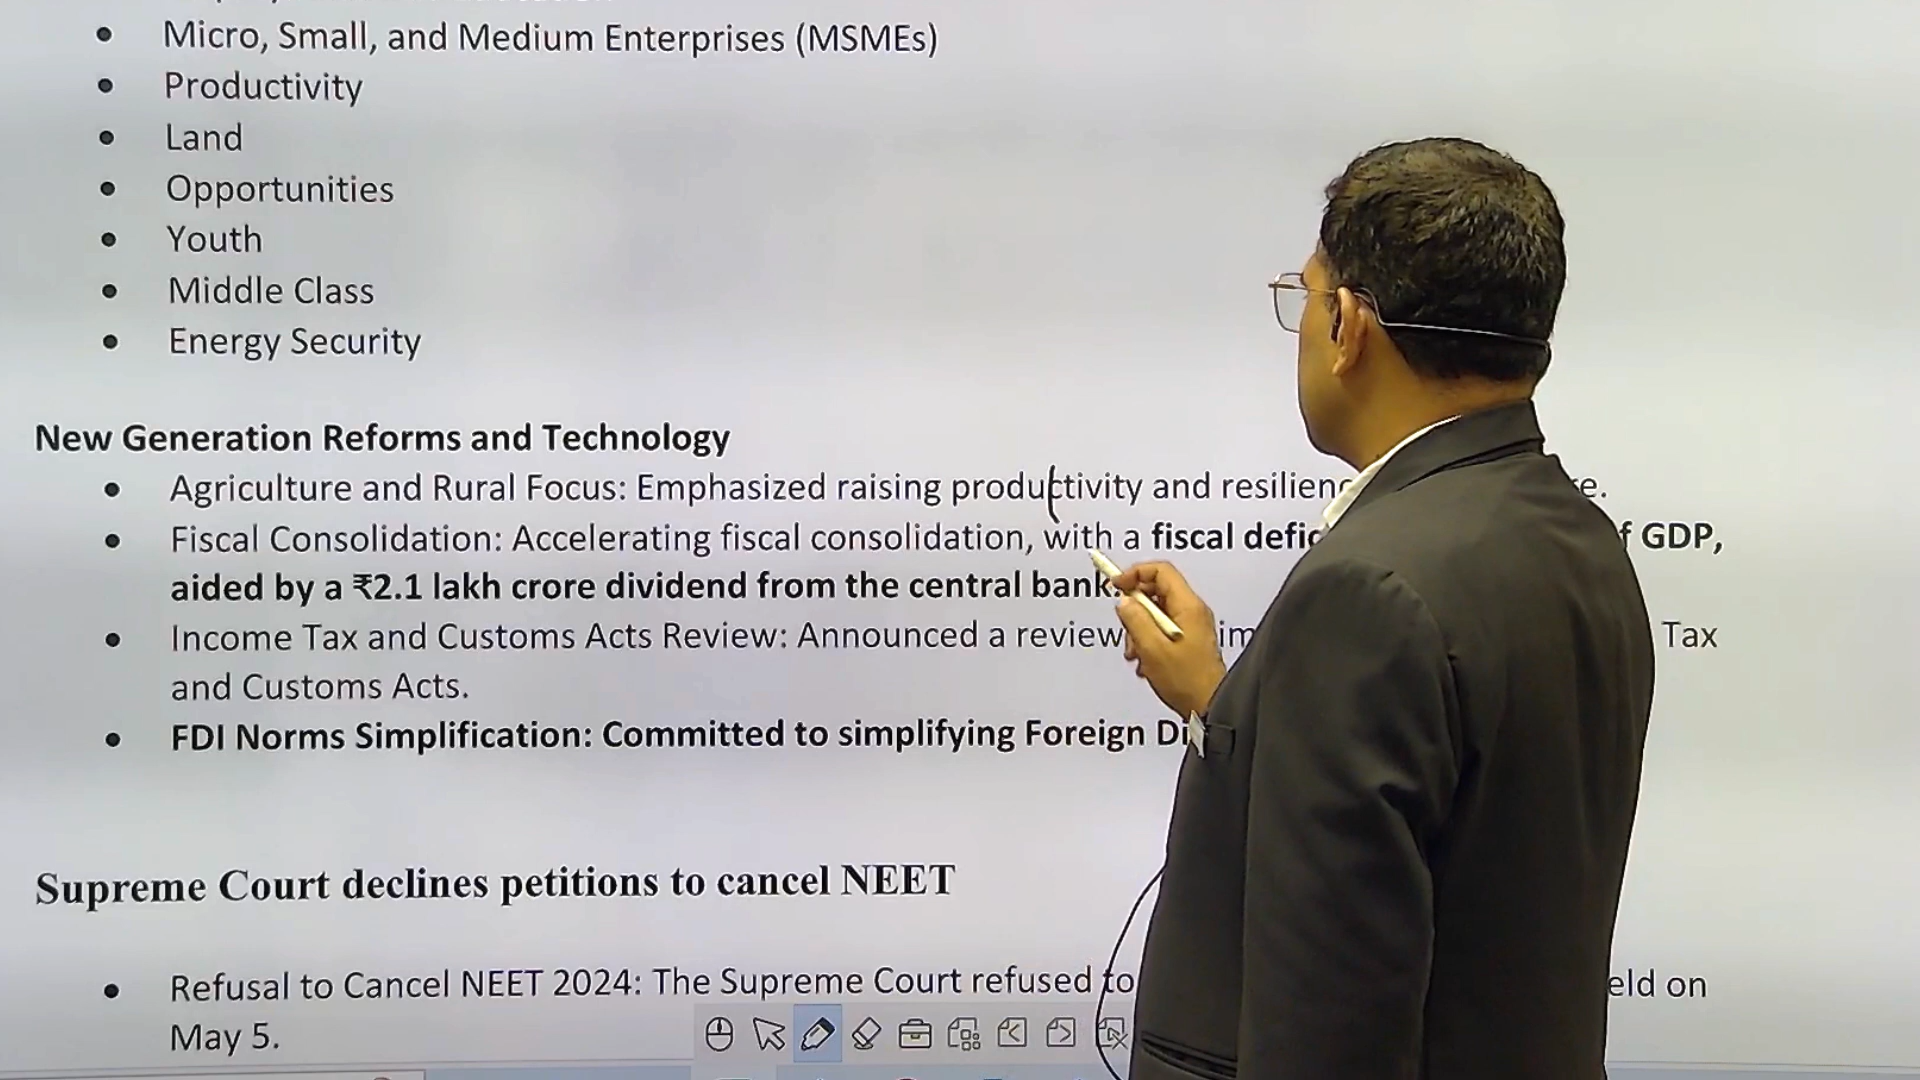 Micro, Small, and Medium Enterprises (MSMEs)
Productivity
Land
Opportunities
Youth
Middle Class
Energy Security
New Generation Reforms and Technology
Agriculture and Rural Focus: Emphasized raising productivity and
Fiscal Consolidation: Accelerating fiscal consolidation, with a fiscal GDP,
aided by a ₹2.1 lakh crore dividend from the central bank.
Income Tax and Customs Acts Review: Announced a review Tax
and Customs Acts.
FDI Norms Simplification: Committed to simplifying Foreign
Supreme Court declines petitions to cancel NEET
Refusal to Cancel NEET 2024: The Supreme Court refused to on
May 5.